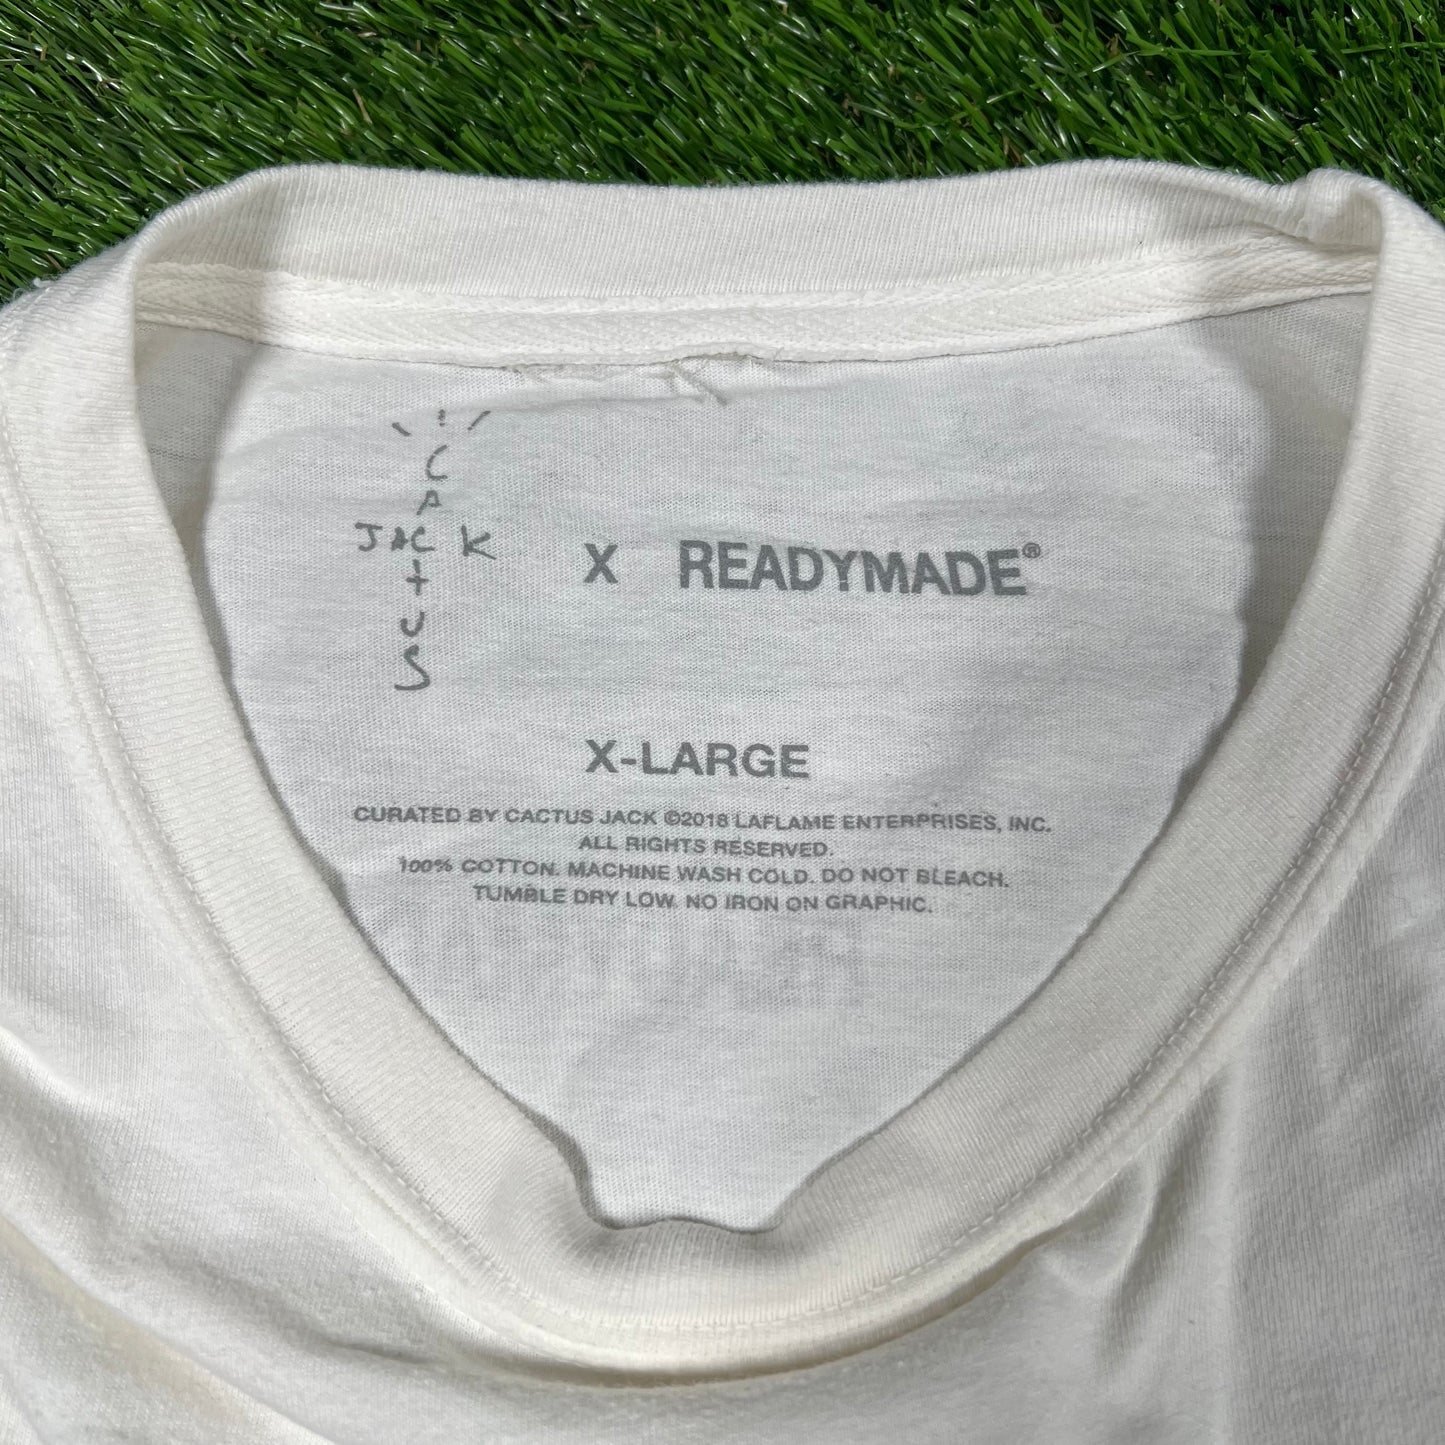 CACTUS
JACK X READYMADE®
X-LARGE
CURATED BY CACTUS JACK ©2018 LAFLAME ENTERPRISES, INC.
ALL RIGHTS RESERVED.
100% COTTON. MACHINE WASH COLD. DO NOT BLEACH.
TUMBLE DRY LOW. NO IRON ON GRAPHIC.